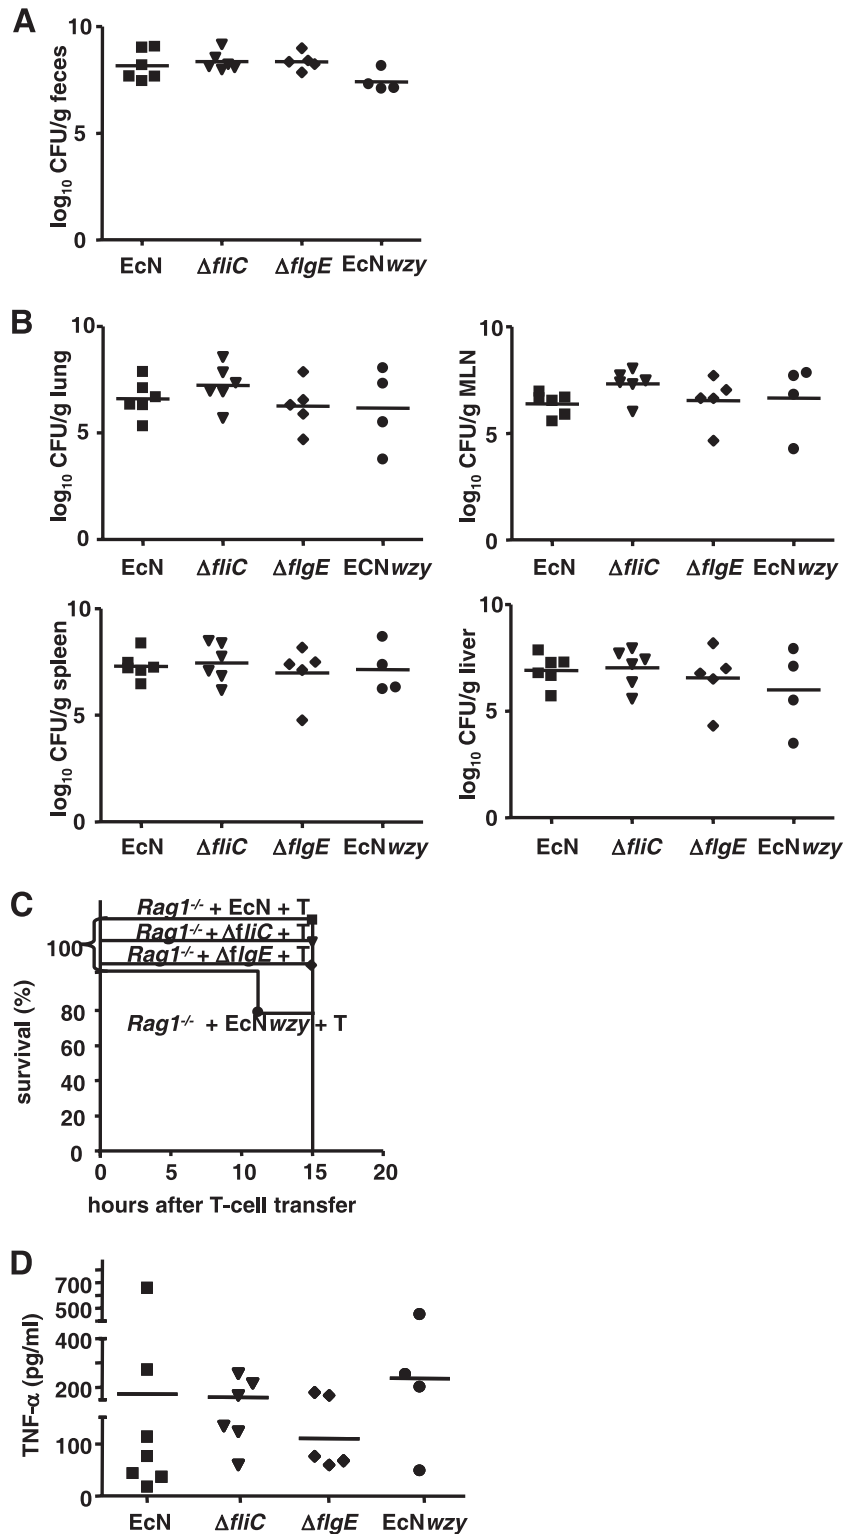 A
10
5
0
log10 CFU/g feces
EcN ΔfliC ΔflgE EcNwzy
B
10
5
0
log10 CFU/g lung
EcN ΔfliC ΔflgE ECNwzy
10
5
0
log10 CFU/g MLN
EcN ΔfliC ΔflgE EcNwzy
10
5
0
log10 CFU/g spleen
EcN ΔfliC ΔflgE EcNwzy
10
5
0
log10 CFU/g liver
EcN ΔfliC ΔflgE EcNwzy
C
Rag1-/- + EcN + T
Rag1-/- + ΔfliC + T
Rag1-/- + ΔflgE + T
Rag1-/- + EcNwzy + T
100
80
60
40
20
0
survival (%)
0 5 10 15 20
hours after T-cell transfer
D
700
500
400
200
100
0
TNF-α (pg/ml)
EcN ΔfliC ΔflgE EcNwzy